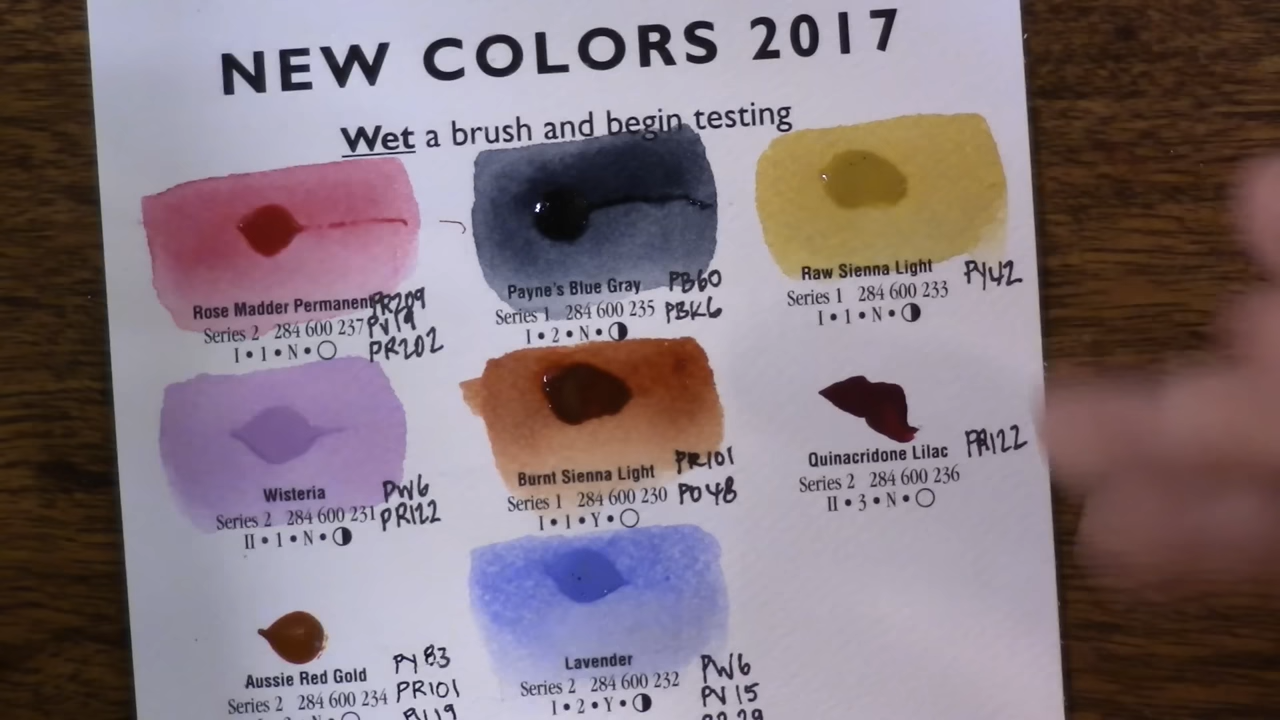 NEW COLORS 2017
Wet a brush and begin testing
Rose Madder Permanent PR209
Series 2 284 600 237 PV19
I • 1 • N • ○ PR202
Payne's Blue Gray PB60
Series 1 284 600 235 PBK6
I • 2 • N • ◑
Raw Sienna Light PY42
Series 1 284 600 233
I • 1 • N • ◑
Wisteria PW6
Series 2 284 600 231 PR122
II • 1 • N • ◑
Burnt Sienna Light PR101
Series 1 284 600 230 PO48
I • 1 • Y • ○
Quinacridone Lilac PR122
Series 2 284 600 236
II • 3 • N • ○
Aussie Red Gold PY83
Series 2 284 600 234 PR101
Lavender PW6
Series 2 284 600 232 PV15
I • 2 • Y • ◑